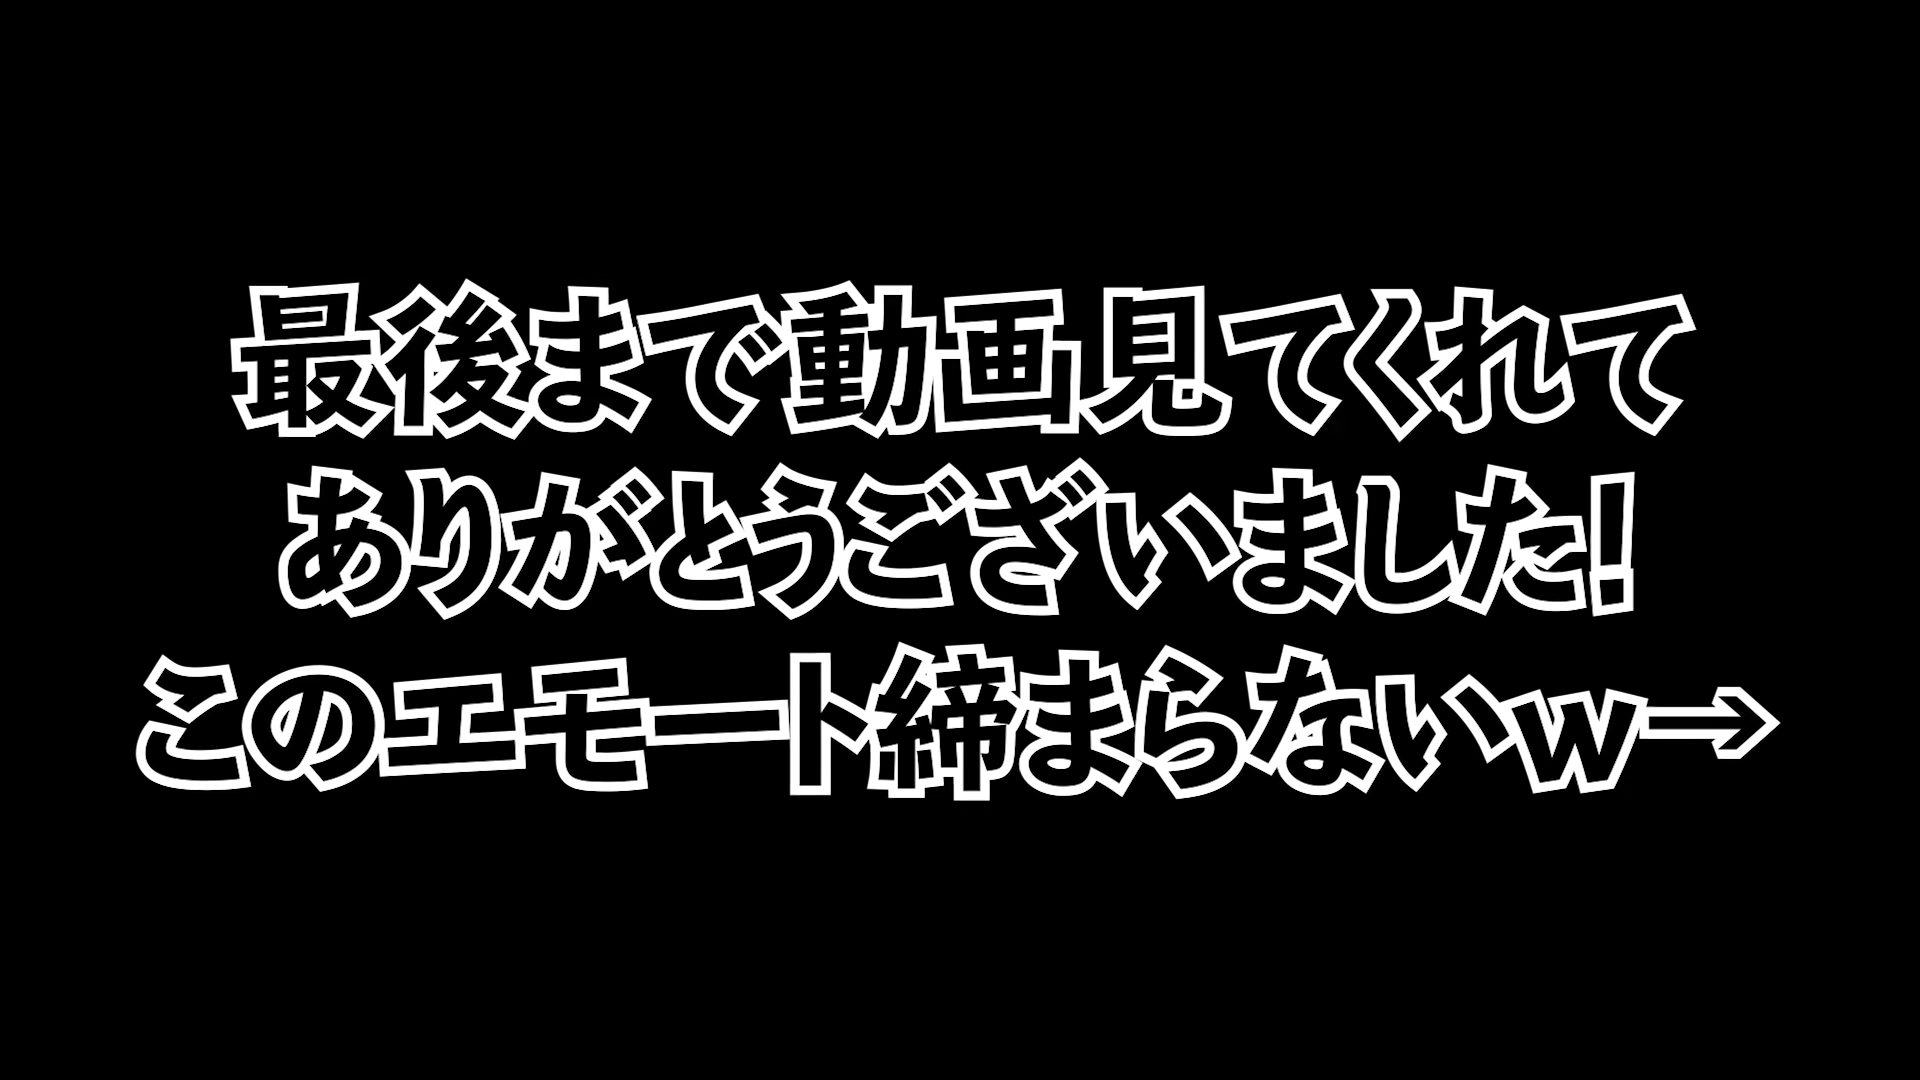 最後まで動画見てくれて
ありがとうございました!
このエモート締まらないw→